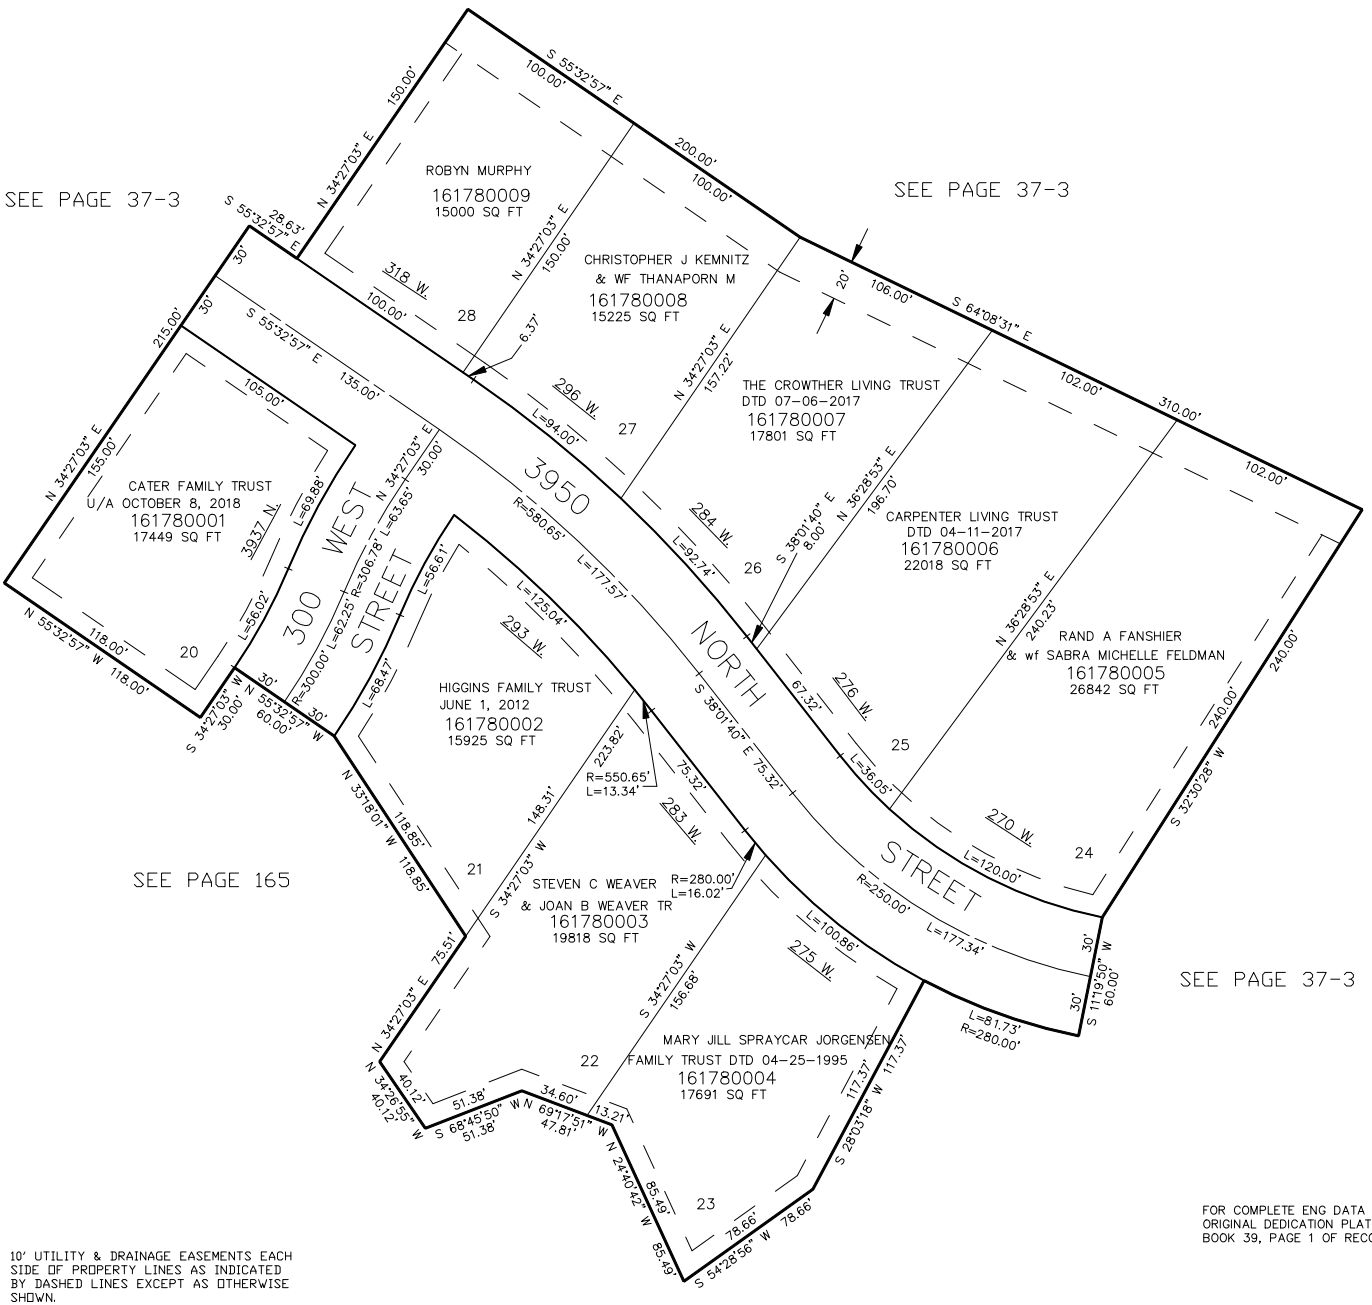 S 55°32'57" E
100.00'
200.00'
100.00'
150.00'
N 34°27'03" E
SEE PAGE 37-3
S 55°32'57" E
28.63'
ROBYN MURPHY
161780009
15000 SQ FT
318 W.
100.00'
28
N 34°27'03" E
150.00'
6.37'
CHRISTOPHER J KEMNITZ
& WF THANAPORN M
161780008
15225 SQ FT
296 W.
L=94.00'
27
N 34°27'03" E
157.22'
SEE PAGE 37-3
20'
106.00'
S 64°08'31" E
102.00'
310.00'
102.00'
THE CROWTHER LIVING TRUST
DTD 07-06-2017
161780007
17801 SQ FT
284 W.
L=92.74'
26
S 38°01'40" E
8.00'
N 36°28'53" E
196.70'
CARPENTER LIVING TRUST
DTD 04-11-2017
161780006
22018 SQ FT
276 W.
67.32'
L=36.05'
25
N 36°28'53" E
240.23'
RAND A FANSHIER
& wf SABRA MICHELLE FELDMAN
161780005
26842 SQ FT
270 W.
L=120.00'
24
240.00'
240.00'
S 32°30'28" W
30'
30'
215.00'
S 55°32'57" E
135.00'
105.00'
N 34°27'03" E
155.00'
CATER FAMILY TRUST
U/A OCTOBER 8, 2018
161780001
17449 SQ FT
3937 N.
L=69.88'
L=56.02'
20
118.00'
N 55°32'57" W 118.00'
S 34°27'03" W
30.00'
30'
N 55°32'57" W
60.00'
30'
300 WEST
STREET
N 34°27'03" E
30.00'
R=306.78' L=63.65'
R=300.00' L=62.25'
L=56.61'
L=68.47'
3950
NORTH
STREET
R=580.65'
L=177.57'
S 38°01'40" E 75.32'
R=250.00'
L=177.34'
L=125.04'
293 W.
HIGGINS FAMILY TRUST
JUNE 1, 2012
161780002
15925 SQ FT
21
118.85'
N 33°18'01" W 118.85'
148.31'
223.82'
S 34°27'03" W
R=550.65'
L=13.34'
75.32'
283 W.
SEE PAGE 165
STEVEN C WEAVER
& JOAN B WEAVER TR
161780003
19818 SQ FT
R=280.00'
L=16.02'
22
75.51'
N 34°27'03" E
40.12'
N 34°26'55" W
40.12'
51.38'
S 68°45'50" W
51.38'
34.60'
13.21'
N 69°17'51" W
47.81'
S 34°27'03" W
156.68'
L=100.86'
275 W.
MARY JILL SPRAYCAR JORGENSEN
FAMILY TRUST DTD 04-25-1995
161780004
17691 SQ FT
23
85.49'
N 24°40'42" W 85.49'
78.66'
S 54°28'56" W 78.66'
117.37'
S 28°03'18" W 117.37'
L=81.73'
R=280.00'
30'
30'
S 11°19'50" W
60.00'
SEE PAGE 37-3
FOR COMPLETE ENG DATA
ORIGINAL DEDICATION PLAT
BOOK 39, PAGE 1 OF RECO
10' UTILITY & DRAINAGE EASEMENTS EACH
SIDE OF PROPERTY LINES AS INDICATED
BY DASHED LINES EXCEPT AS OTHERWISE
SHOWN.